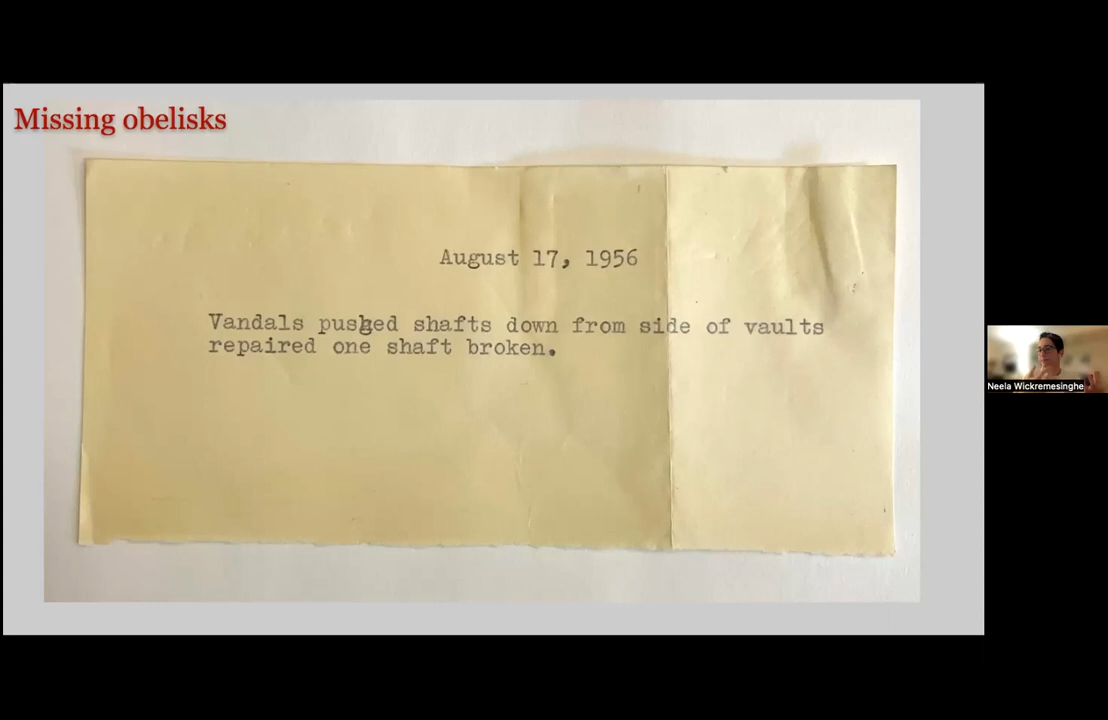 Missing obelisks
August 17, 1956
Vandals pushed shafts down from side of vaults
repaired one shaft broken.
Neela Wickremesinghe